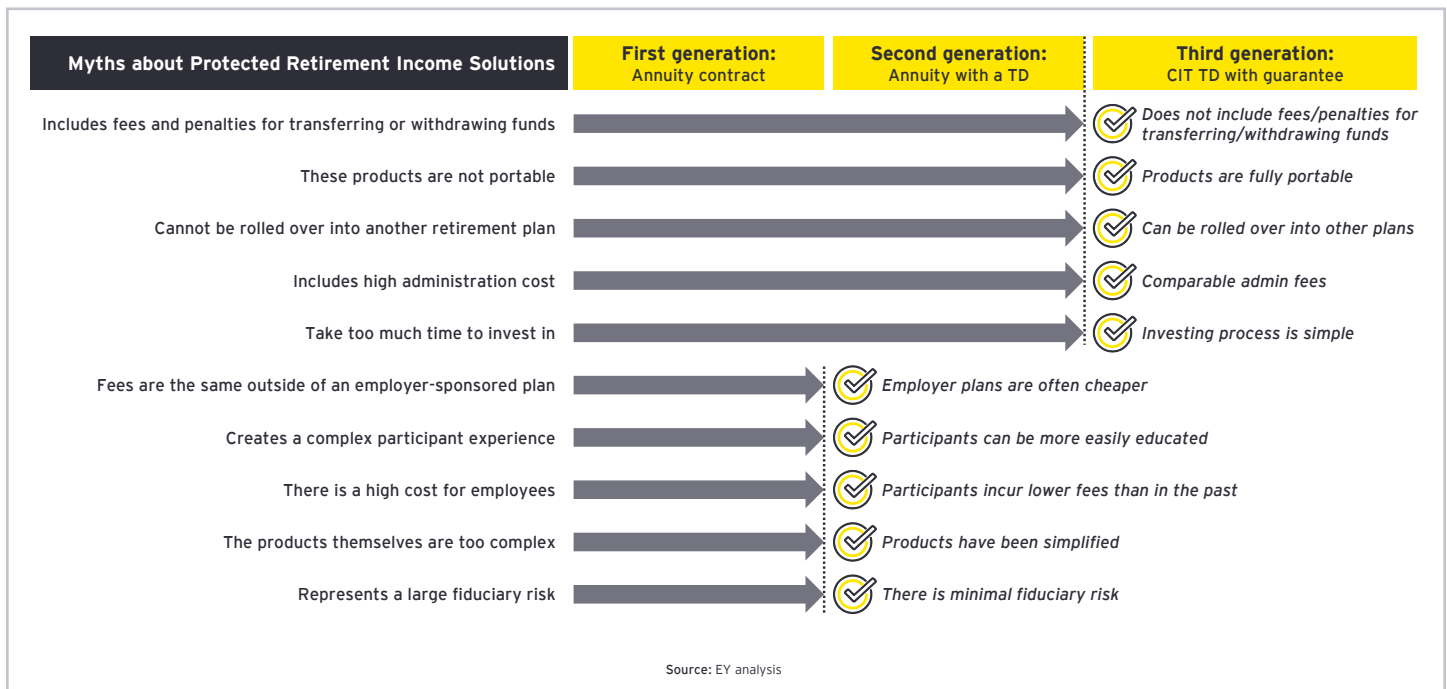 Myths about Protected Retirement Income Solutions
First generation:
Annuity contract
Second generation:
Annuity with a TD
Third generation:
CIT TD with guarantee
Includes fees and penalties for transferring or withdrawing funds
Does not include fees/penalties for
transferring/withdrawing funds
These products are not portable
Products are fully portable
Cannot be rolled over into another retirement plan
Can be rolled over into other plans
Includes high administration cost
Comparable admin fees
Take too much time to invest in
Investing process is simple
Fees are the same outside of an employer-sponsored plan
Employer plans are often cheaper
Creates a complex participant experience
Participants can be more easily educated
There is a high cost for employees
Participants incur lower fees than in the past
The products themselves are too complex
Products have been simplified
Represents a large fiduciary risk
There is minimal fiduciary risk
Source: EY analysis